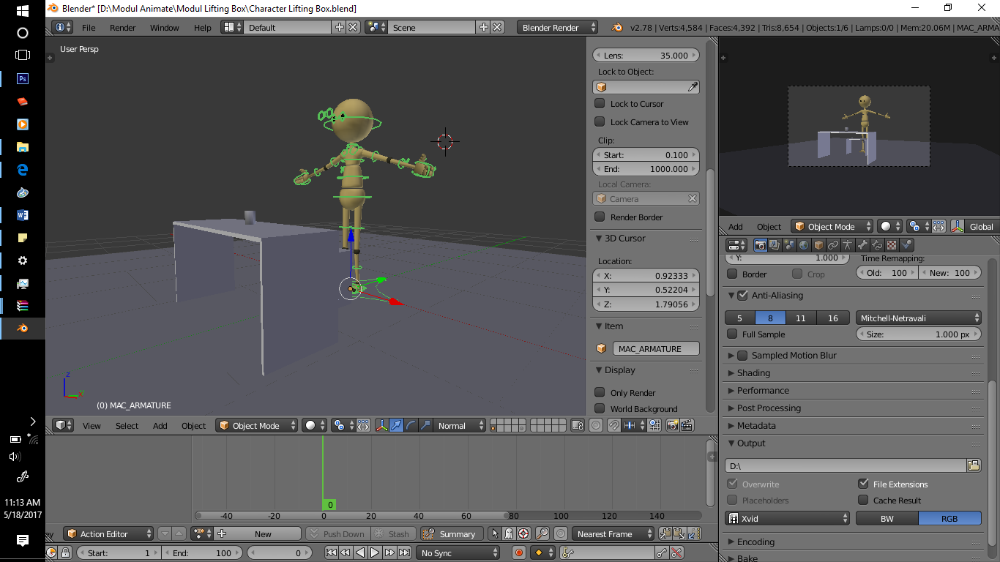 Blender* [D:\Modul Animate\Modul Lifting Box\Character Lifting Box.blend]
File Render Window Help Default Scene Blender Render v2.78 | Verts:4,584 | Faces:4,392 | Tris:8,654 | Objects:1/6 | Lamps:0/0 | Mem:20.06M | MAC_ARMA
User Persp
(0) MAC_ARMATURE
z
y
Lens: 35.000
Lock to Object:
Lock to Cursor
Lock Camera to View
Clip:
Start: 0.100
End: 1000.000
Local Camera:
Camera
Render Border
3D Cursor
Location:
X: 0.92333
Y: 0.52204
Z: 1.79056
Item
MAC_ARMATURE
Display
Only Render
World Background
View Select Add Object Object Mode Normal
Add Object Object Mode Global
Y: 1.000 Time Remapping:
Border Crop Old: 100 New: 100
Anti-Aliasing
5 8 11 16 Mitchell-Netravali
Full Sample Size: 1.000 px
Sampled Motion Blur
Shading
Performance
Post Processing
Metadata
Output
D:\
Overwrite File Extensions
Placeholders Cache Result
Xvid BW RGB
Encoding
Bake
0
-40 -20 0 20 40 60 80 100 120 140
Action Editor New Push Down Stash Summary Nearest Frame
Start: 1 End: 100 0 No Sync
Ps
W
11:13 AM
5/18/2017